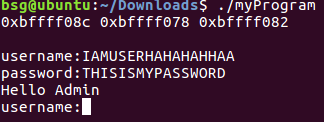 bsg@ubuntu:~/Downloads$ ./myProgram
0xbffff08c 0xbffff078 0xbffff082
username:IAMUSERHAHAHAHHAA
password:THISISMYPASSWORD
Hello Admin
username: